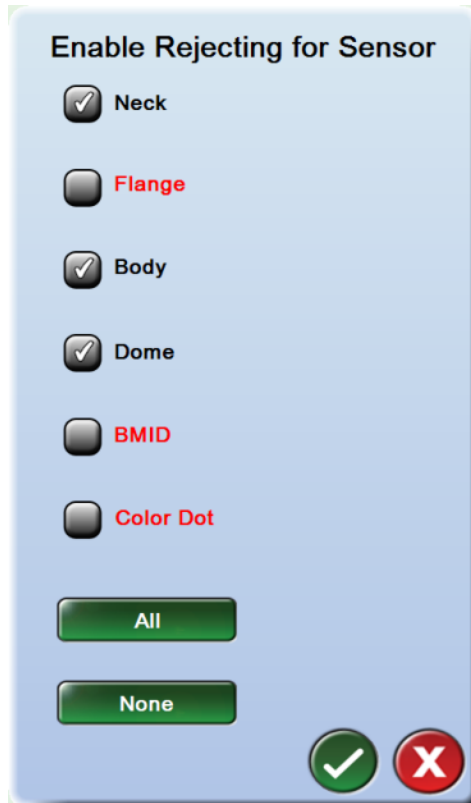 Enable Rejecting for Sensor
Neck
Flange
Body
Dome
BMID
Color Dot
All
None